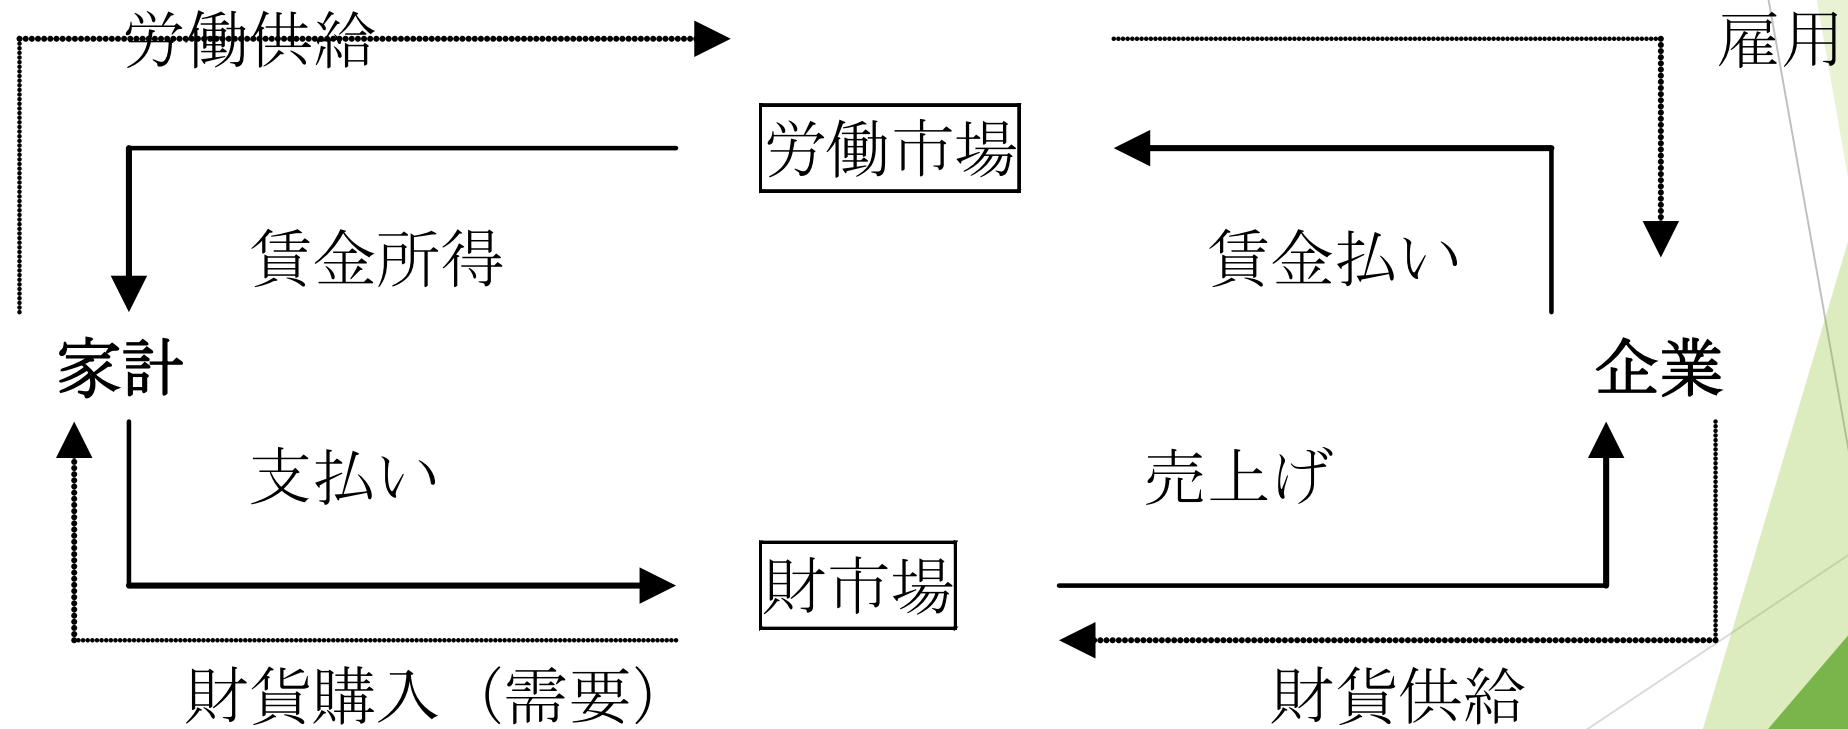 労働供給
雇用
労働市場
賃金所得
賃金払い
家計
企業
支払い
売上げ
財市場
財貨購入（需要）
財貨供給